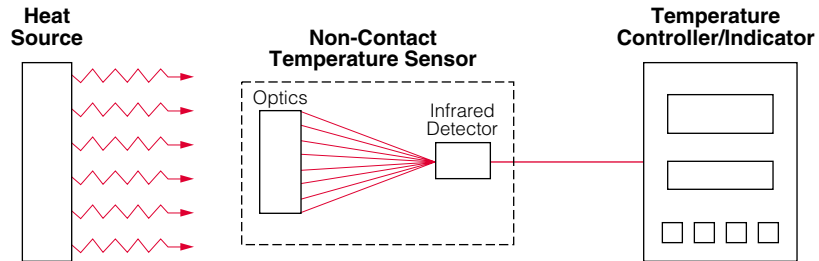 Heat
Source
Non-Contact
Temperature Sensor
Optics
Infrared
Detector
Temperature
Controller/Indicator